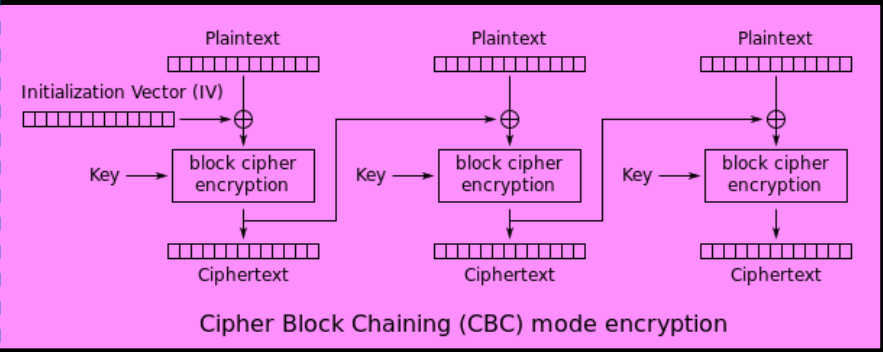 Plaintext
Plaintext
Plaintext
Initialization Vector (IV)
Key
block cipher
encryption
Key
block cipher
encryption
Key
block cipher
encryption
Ciphertext
Ciphertext
Ciphertext
Cipher Block Chaining (CBC) mode encryption